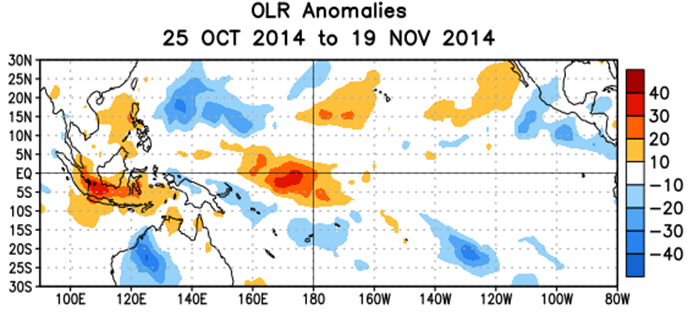 OLR Anomalies
25 OCT 2014 to 19 NOV 2014
30N
25N
20N
15N
10N
5N
EQ
5S
10S
15S
20S
25S
30S
100E 120E 140E 160E 180 160W 140W 120W 100W 80W
40
30
20
10
-10
-20
-30
-40